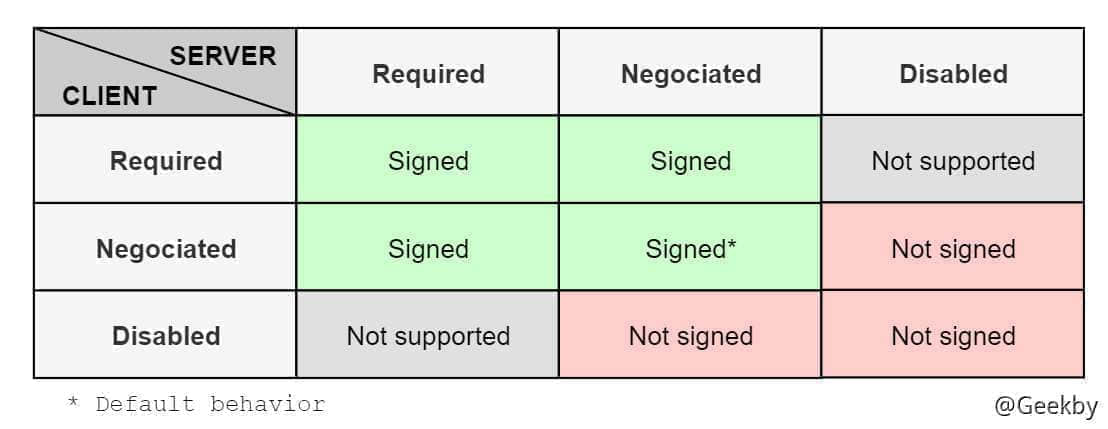 SERVER
CLIENT
Required
Negociated
Disabled
Required
Signed
Signed
Not supported
Negociated
Signed
Signed*
Not signed
Disabled
Not supported
Not signed
Not signed
* Default behavior
@Geekby